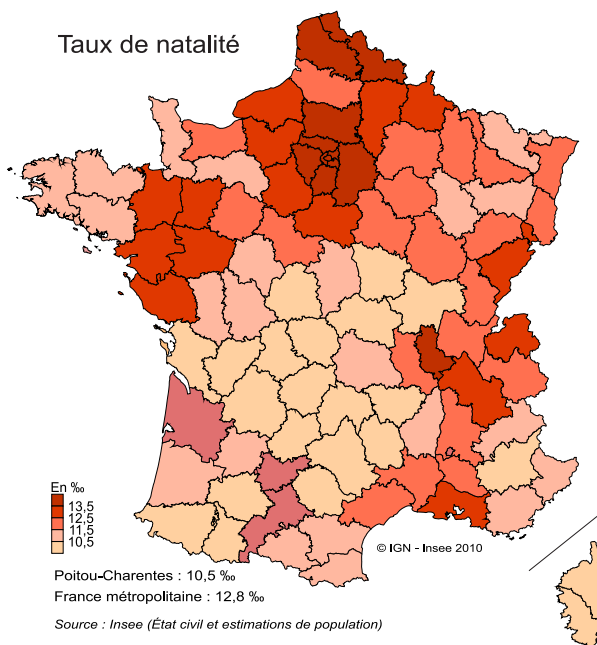 Taux de natalité
En ‰
13,5
12,5
11,5
10,5
© IGN - Insee 2010
Poitou-Charentes : 10,5 ‰
France métropolitaine : 12,8 ‰
Source : Insee (État civil et estimations de population)